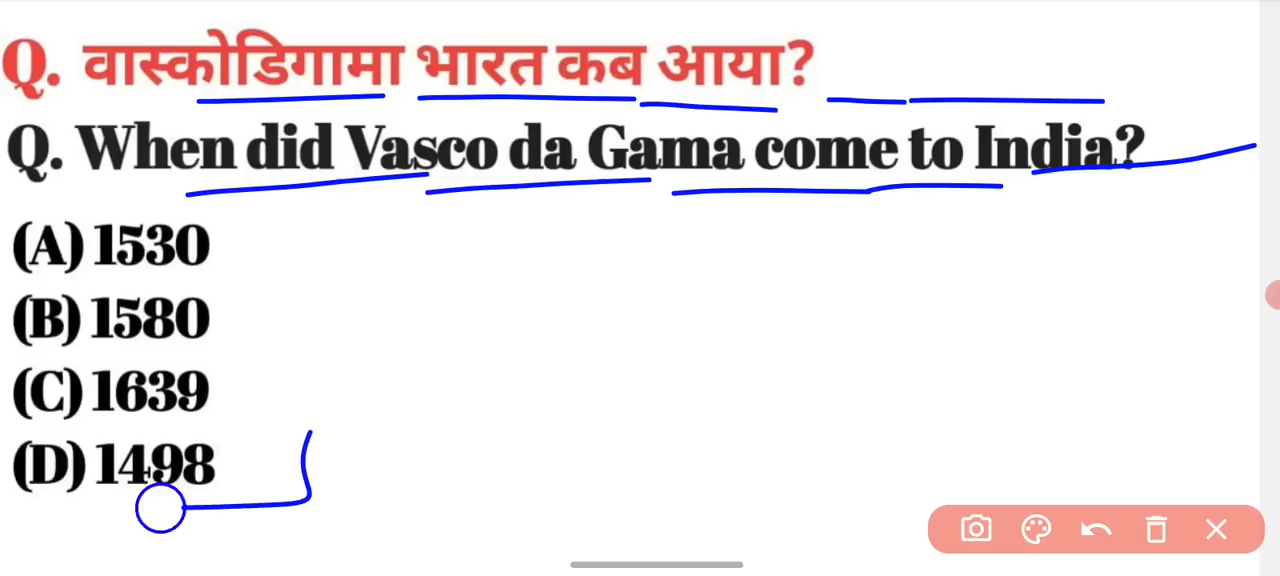 Q. वास्कोडिगामा भारत कब आया?
Q. When did Vasco da Gama come to India?
(A) 1530
(B) 1580
(C) 1639
(D) 1498